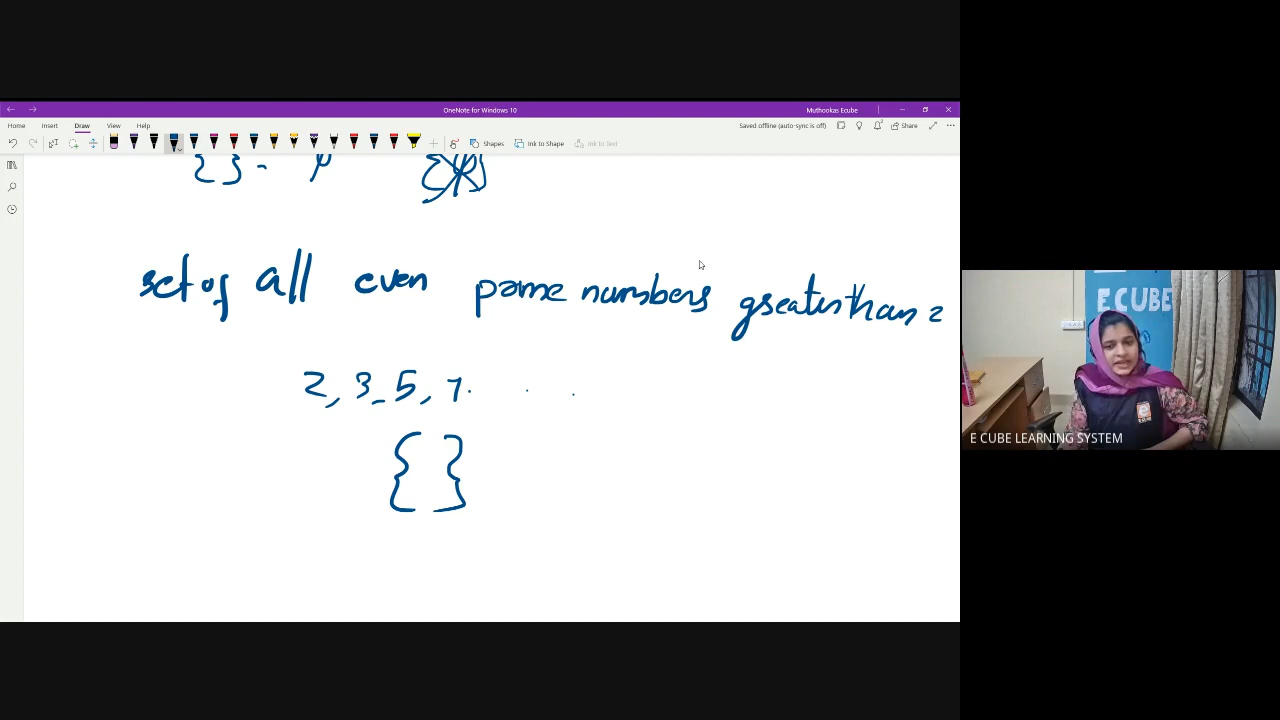 OneNote for Windows 10
Muthookas Ecube
Home Insert Draw View Help
Saved offline (auto-sync is off)
Share
Shapes
Ink to Shape
Ink to Text
{ } -
set of all even prime numbers greater than 2
2, 3, 5, 7 . . .
{ }
E CUBE
E CUBE LEARNING SYSTEM